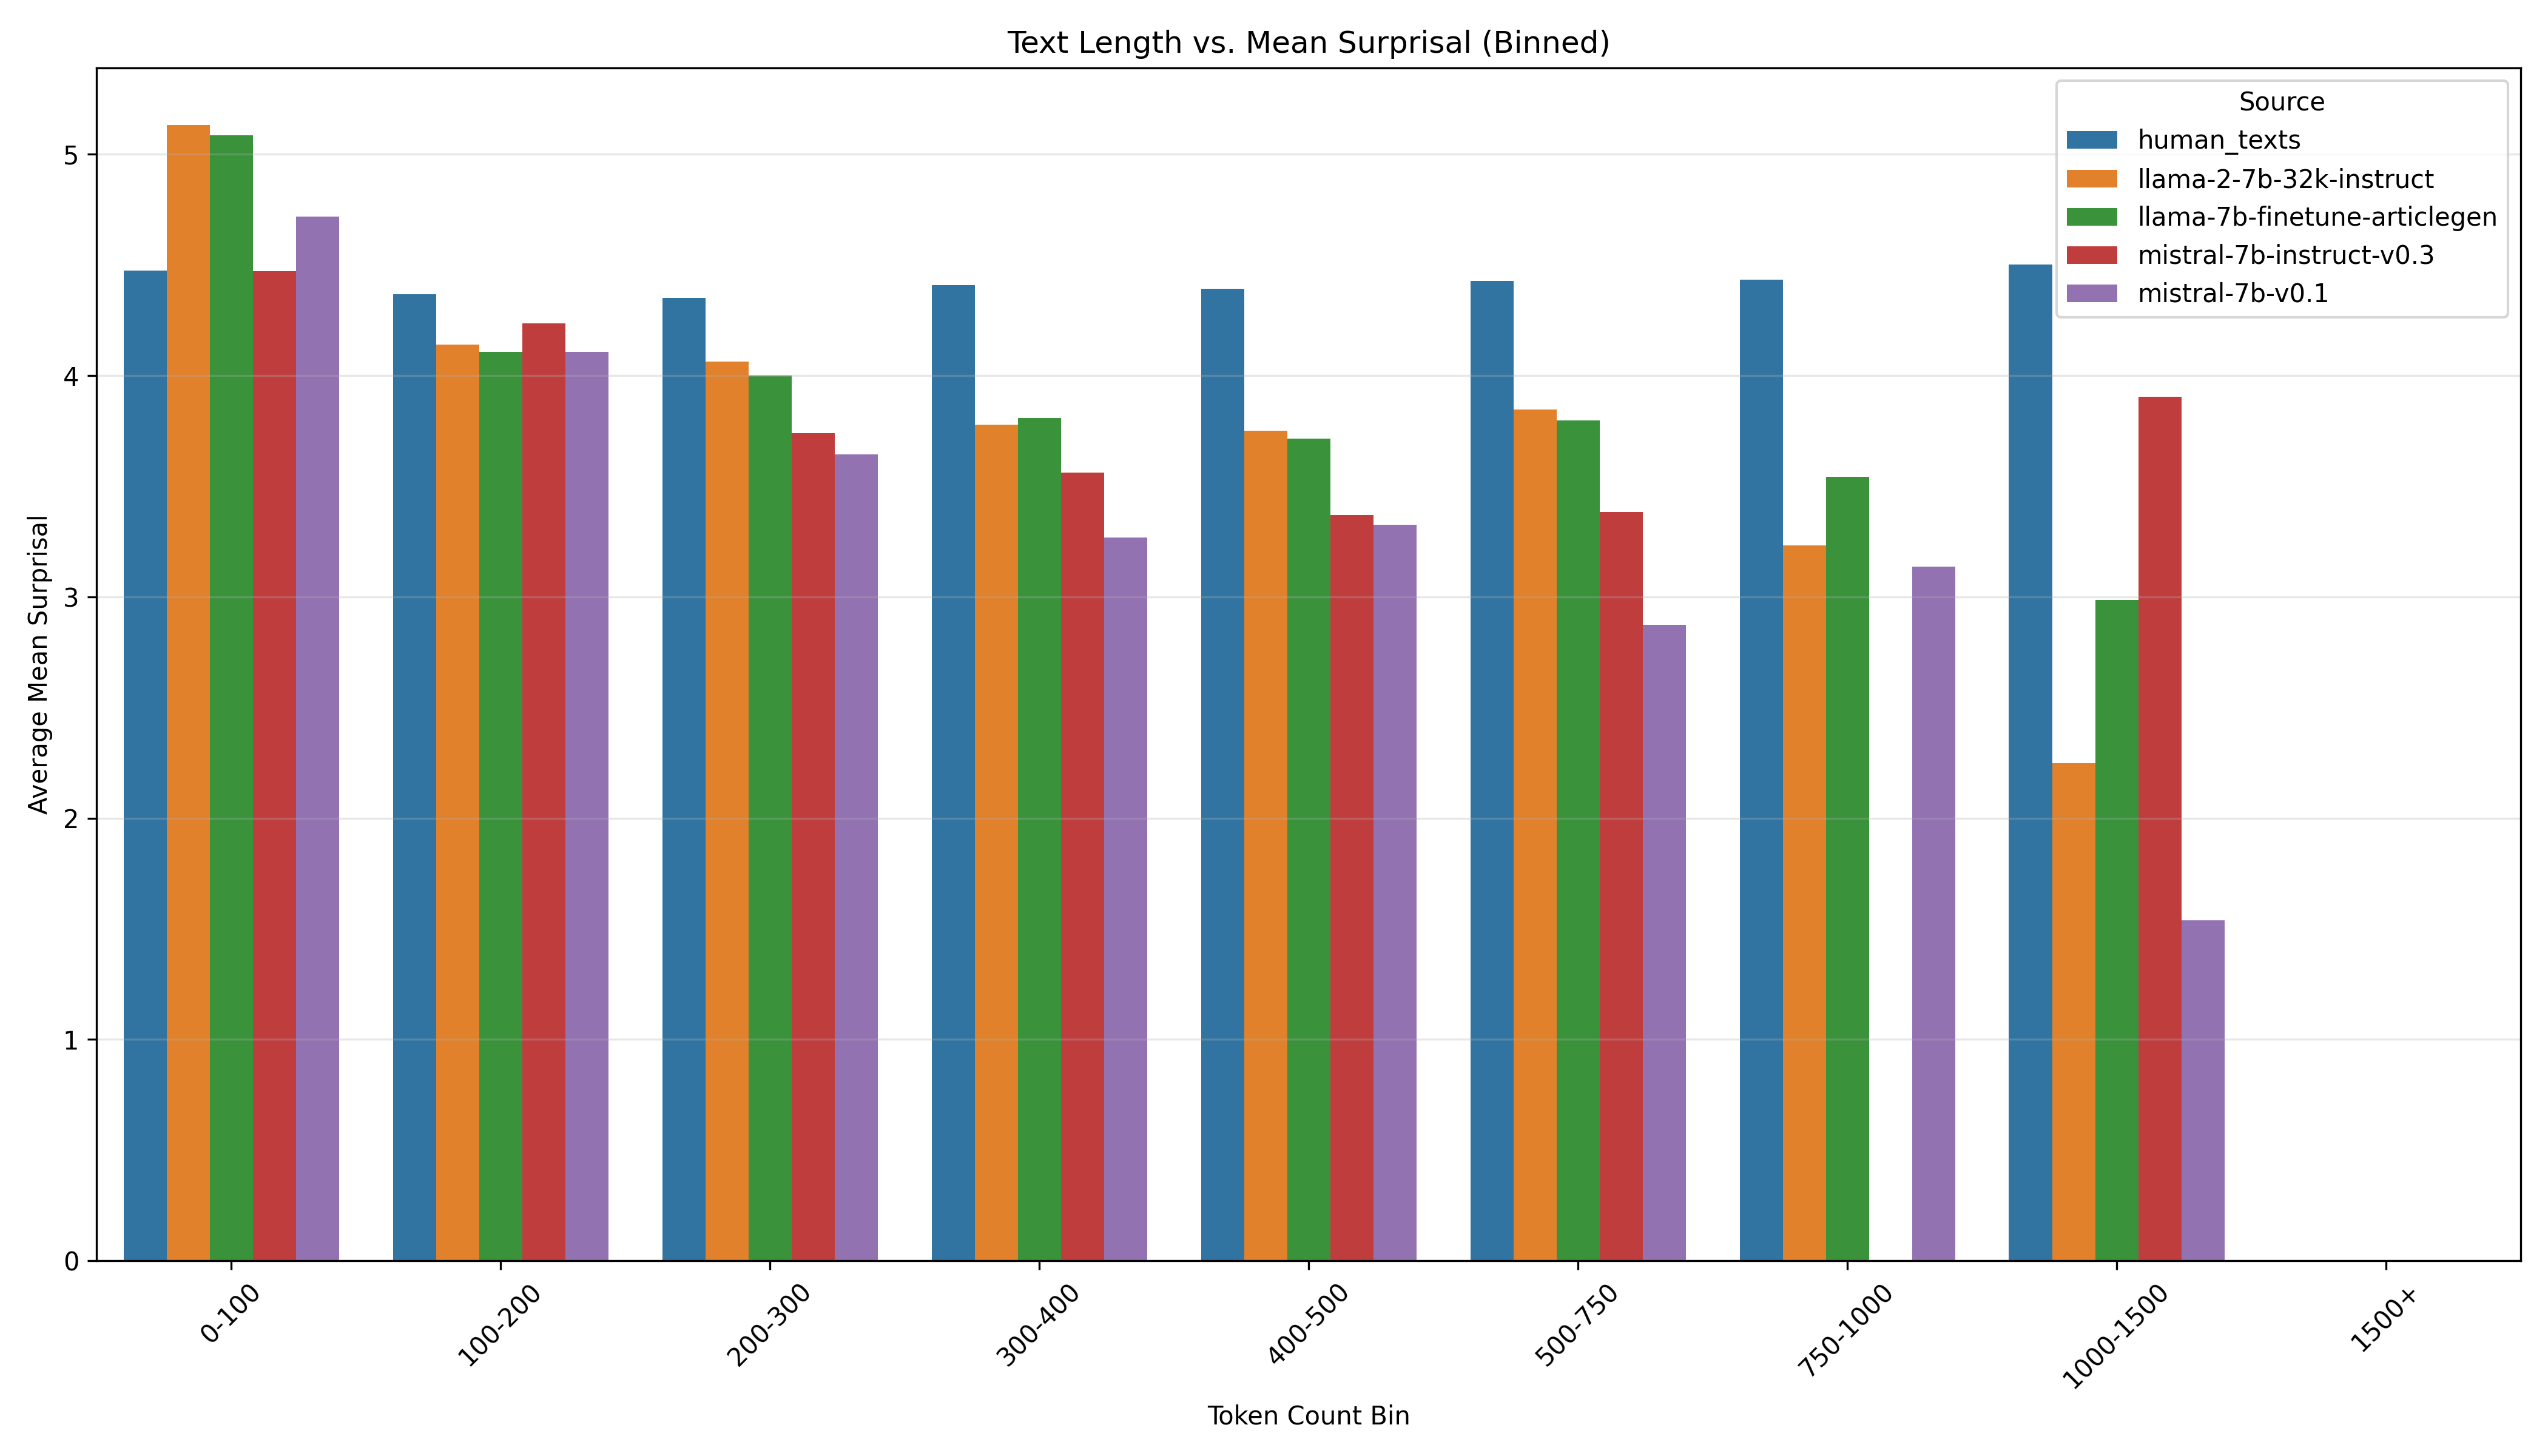 Text Length vs. Mean Surprisal (Binned)
Source
human_texts
llama-2-7b-32k-instruct
llama-7b-finetune-articlegen
mistral-7b-instruct-v0.3
mistral-7b-v0.1
Average Mean Surprisal
5
4
3
2
1
0
0-100
100-200
200-300
300-400
400-500
500-750
750-1000
1000-1500
1500+
Token Count Bin